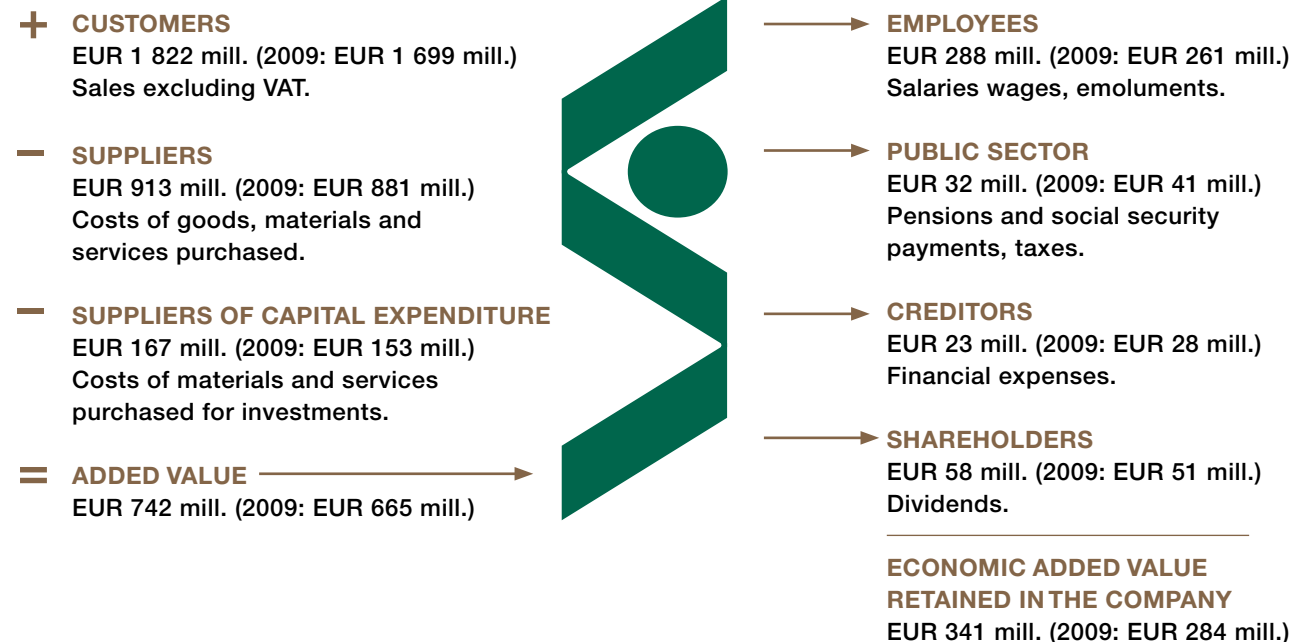 + CUSTOMERS
EUR 1 822 mill. (2009: EUR 1 699 mill.)
Sales excluding VAT.
− SUPPLIERS
EUR 913 mill. (2009: EUR 881 mill.)
Costs of goods, materials and
services purchased.
− SUPPLIERS OF CAPITAL EXPENDITURE
EUR 167 mill. (2009: EUR 153 mill.)
Costs of materials and services
purchased for investments.
= ADDED VALUE
EUR 742 mill. (2009: EUR 665 mill.)
EMPLOYEES
EUR 288 mill. (2009: EUR 261 mill.)
Salaries wages, emoluments.
PUBLIC SECTOR
EUR 32 mill. (2009: EUR 41 mill.)
Pensions and social security
payments, taxes.
CREDITORS
EUR 23 mill. (2009: EUR 28 mill.)
Financial expenses.
SHAREHOLDERS
EUR 58 mill. (2009: EUR 51 mill.)
Dividends.
ECONOMIC ADDED VALUE
RETAINED IN THE COMPANY
EUR 341 mill. (2009: EUR 284 mill.)